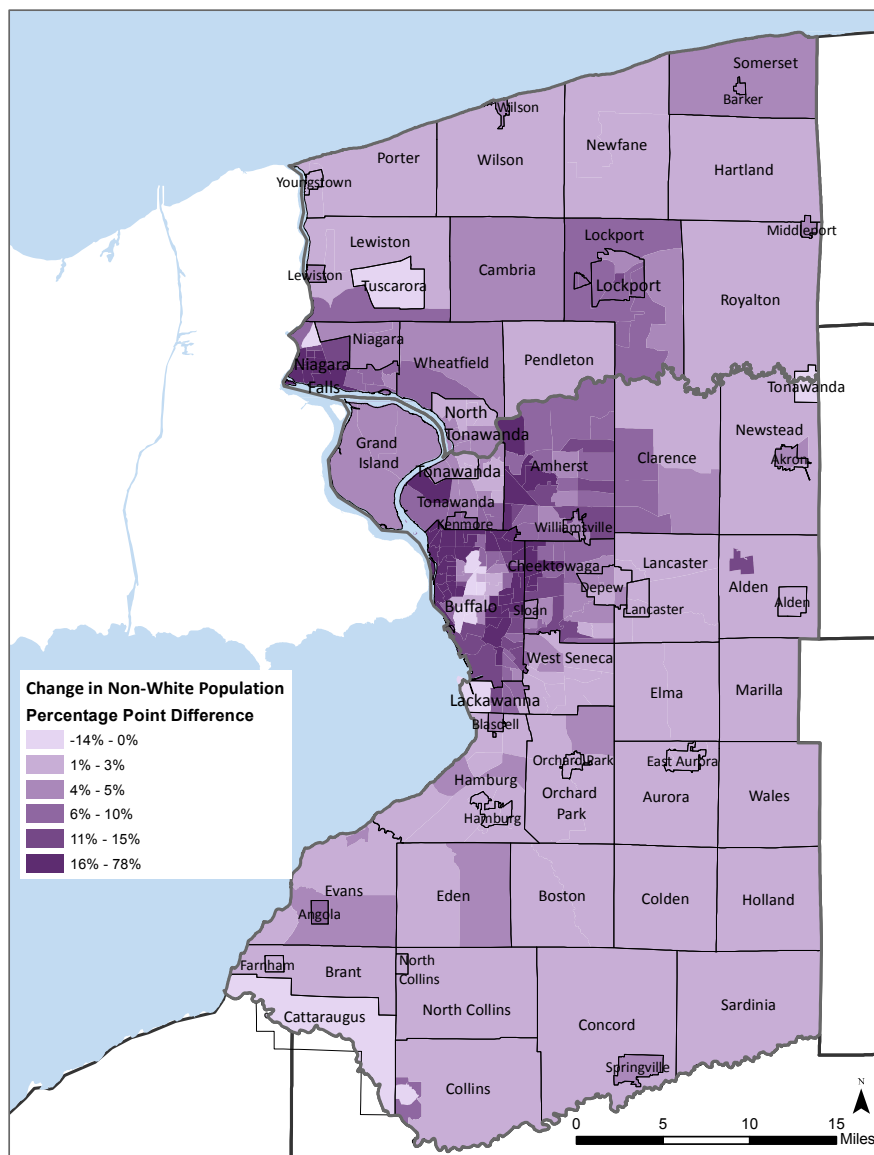 Somerset
Barker
Wilson
Newfane
Porter
Wilson
Hartland
Youngstown
Middleport
Lewiston
Lockport
Lewiston
Cambria
Tuscarora
Lockport
Royalton
Niagara
Niagara
Falls
Wheatfield
Pendleton
Tonawanda
North
Tonawanda
Newstead
Grand
Island
Tonawanda
Amherst
Clarence
Akron
Tonawanda
Kenmore
Williamsville
Cheektowaga
Lancaster
Depew
Alden
Buffalo
Sloan
Lancaster
Alden
West Seneca
Change in Non-White Population
Percentage Point Difference
-14% - 0%
1% - 3%
4% - 5%
6% - 10%
11% - 15%
16% - 78%
Lackawanna
Elma
Marilla
Blasdell
Orchard Park
East Aurora
Hamburg
Orchard
Park
Aurora
Wales
Hamburg
Evans
Eden
Boston
Colden
Holland
Angola
Farnham
Brant
North
Collins
Cattaraugus
North Collins
Concord
Sardinia
Springville
Collins
N
0 5 10 15
Miles